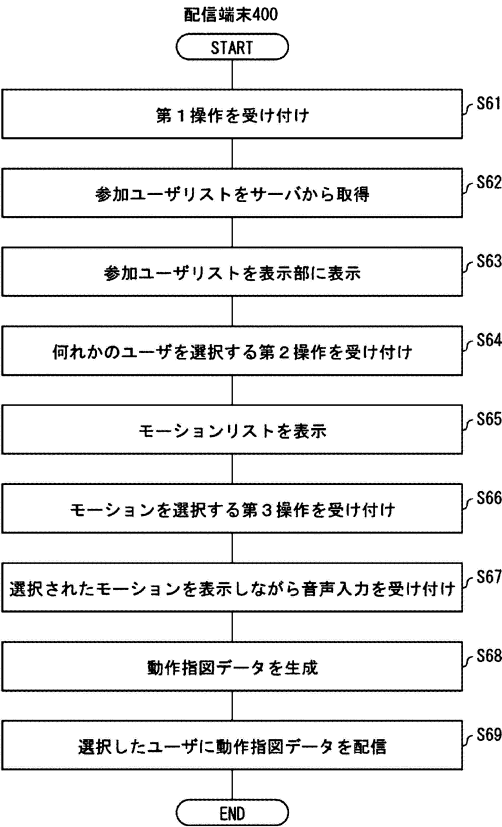 配信端末400
START
第1操作を受け付け
S61
参加ユーザリストをサーバから取得
S62
参加ユーザリストを表示部に表示
S63
何れかのユーザを選択する第2操作を受け付け
S64
モーションリストを表示
S65
モーションを選択する第3操作を受け付け
S66
選択されたモーションを表示しながら音声入力を受け付け
S67
動作指図データを生成
S68
選択したユーザに動作指図データを配信
S69
END